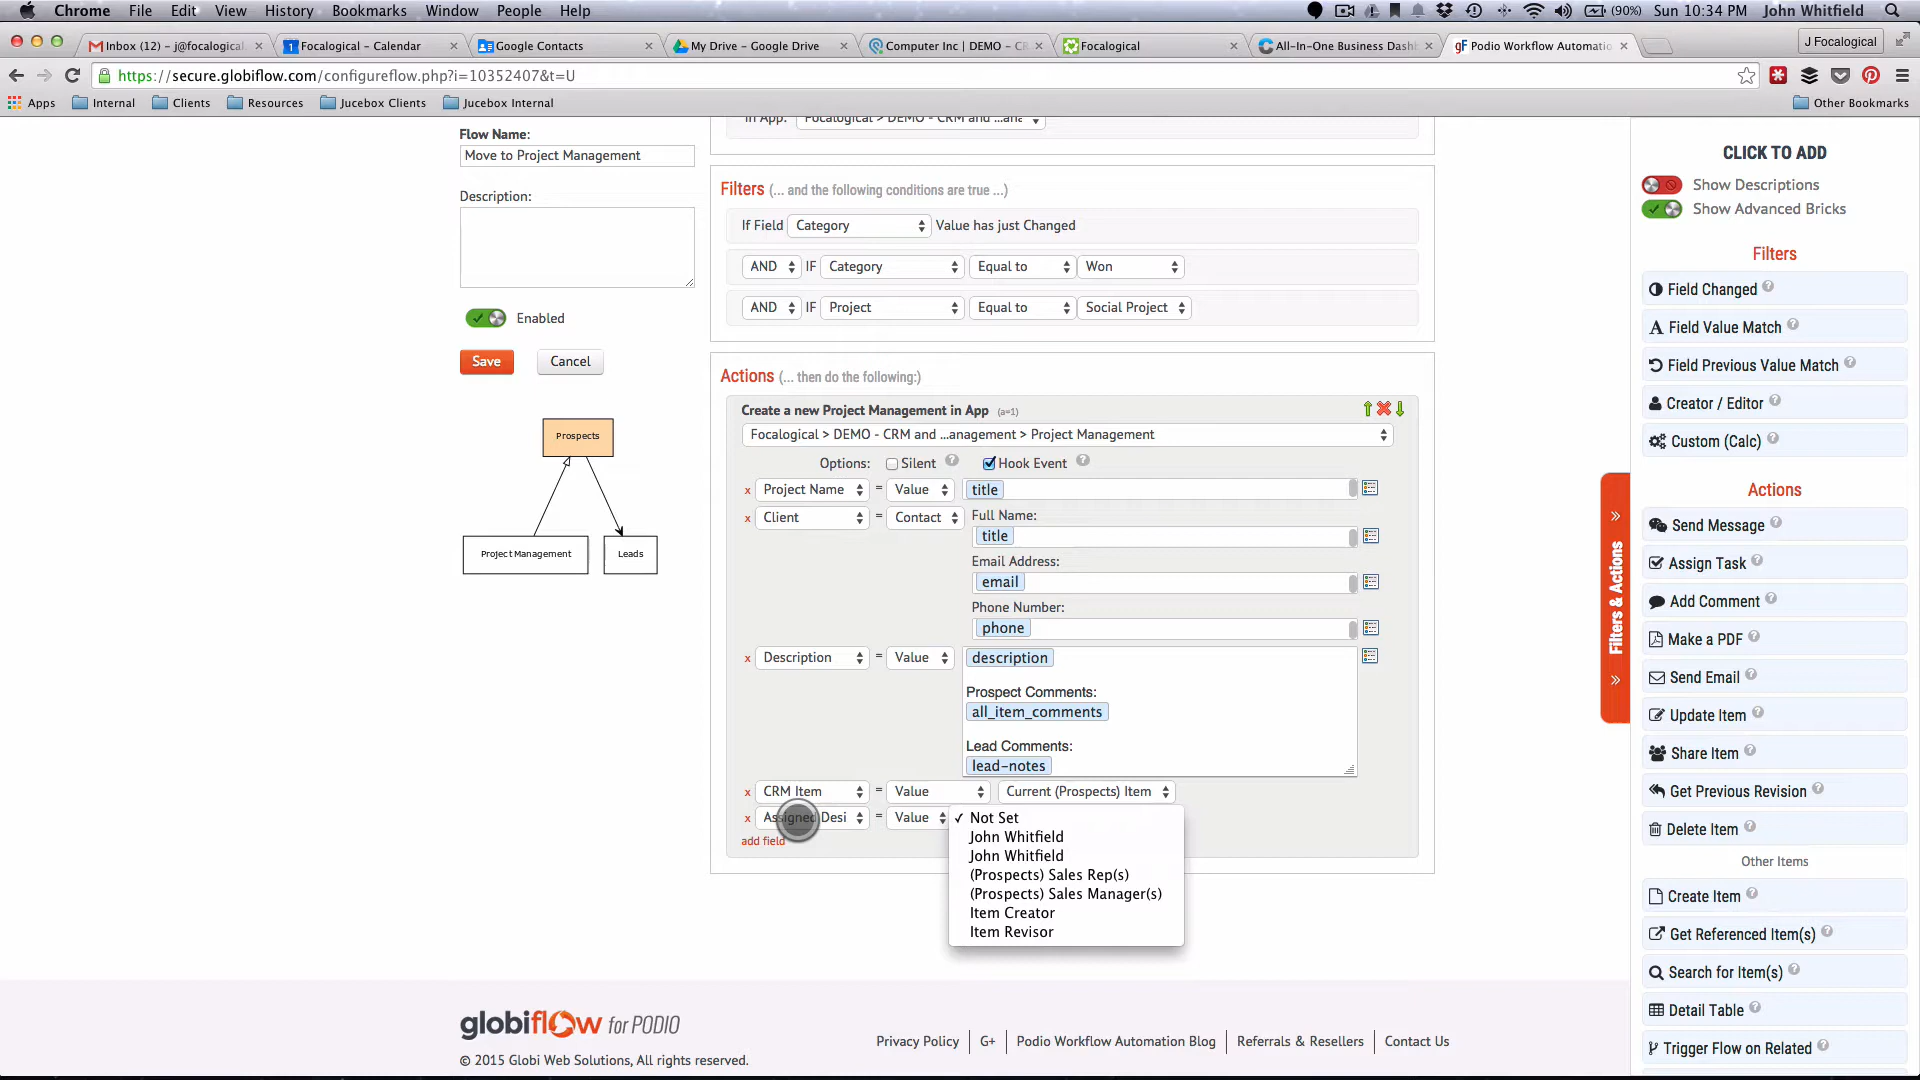 Chrome File Edit View History Bookmarks Window People Help (90%) Sun 10:34 PM John Whitfield
Inbox (12) - j@focalogical Focalogical - Calendar Google Contacts My Drive - Google Drive Computer Inc | DEMO - CR Focalogical All-In-One Business Dash Podio Workflow Automatio J Focalogical
https://secure.globiflow.com/configureflow.php?i=10352407&t=U
Apps Internal Clients Resources Jucebox Clients Jucebox Internal Other Bookmarks
In App: Focalogical > DEMO - CRM and ...ana
Flow Name:
Move to Project Management
Description:
Enabled
Save Cancel
Prospects
Project Management Leads
Filters (... and the following conditions are true ...)
If Field Category Value has just Changed
AND IF Category Equal to Won
AND IF Project Equal to Social Project
Actions (... then do the following:)
Create a new Project Management in App (a=1)
Focalogical > DEMO - CRM and ...anagement > Project Management
Options: Silent Hook Event
x Project Name = Value title
x Client = Contact Full Name:
title
Email Address:
email
Phone Number:
phone
x Description = Value description
Prospect Comments:
all_item_comments
Lead Comments:
lead-notes
x CRM Item = Value Current (Prospects) Item
x Assigned Desi = Value
✓ Not Set
John Whitfield
John Whitfield
(Prospects) Sales Rep(s)
(Prospects) Sales Manager(s)
Item Creator
Item Revisor
add field
Filters & Actions
CLICK TO ADD
Show Descriptions
Show Advanced Bricks
Filters
Field Changed
Field Value Match
Field Previous Value Match
Creator / Editor
Custom (Calc)
Actions
Send Message
Assign Task
Add Comment
Make a PDF
Send Email
Update Item
Share Item
Get Previous Revision
Delete Item
Other Items
Create Item
Get Referenced Item(s)
Search for Item(s)
Detail Table
Trigger Flow on Related
globiflow for PODIO
© 2015 Globi Web Solutions, All rights reserved.
Privacy Policy G+ Podio Workflow Automation Blog Referrals & Resellers Contact Us